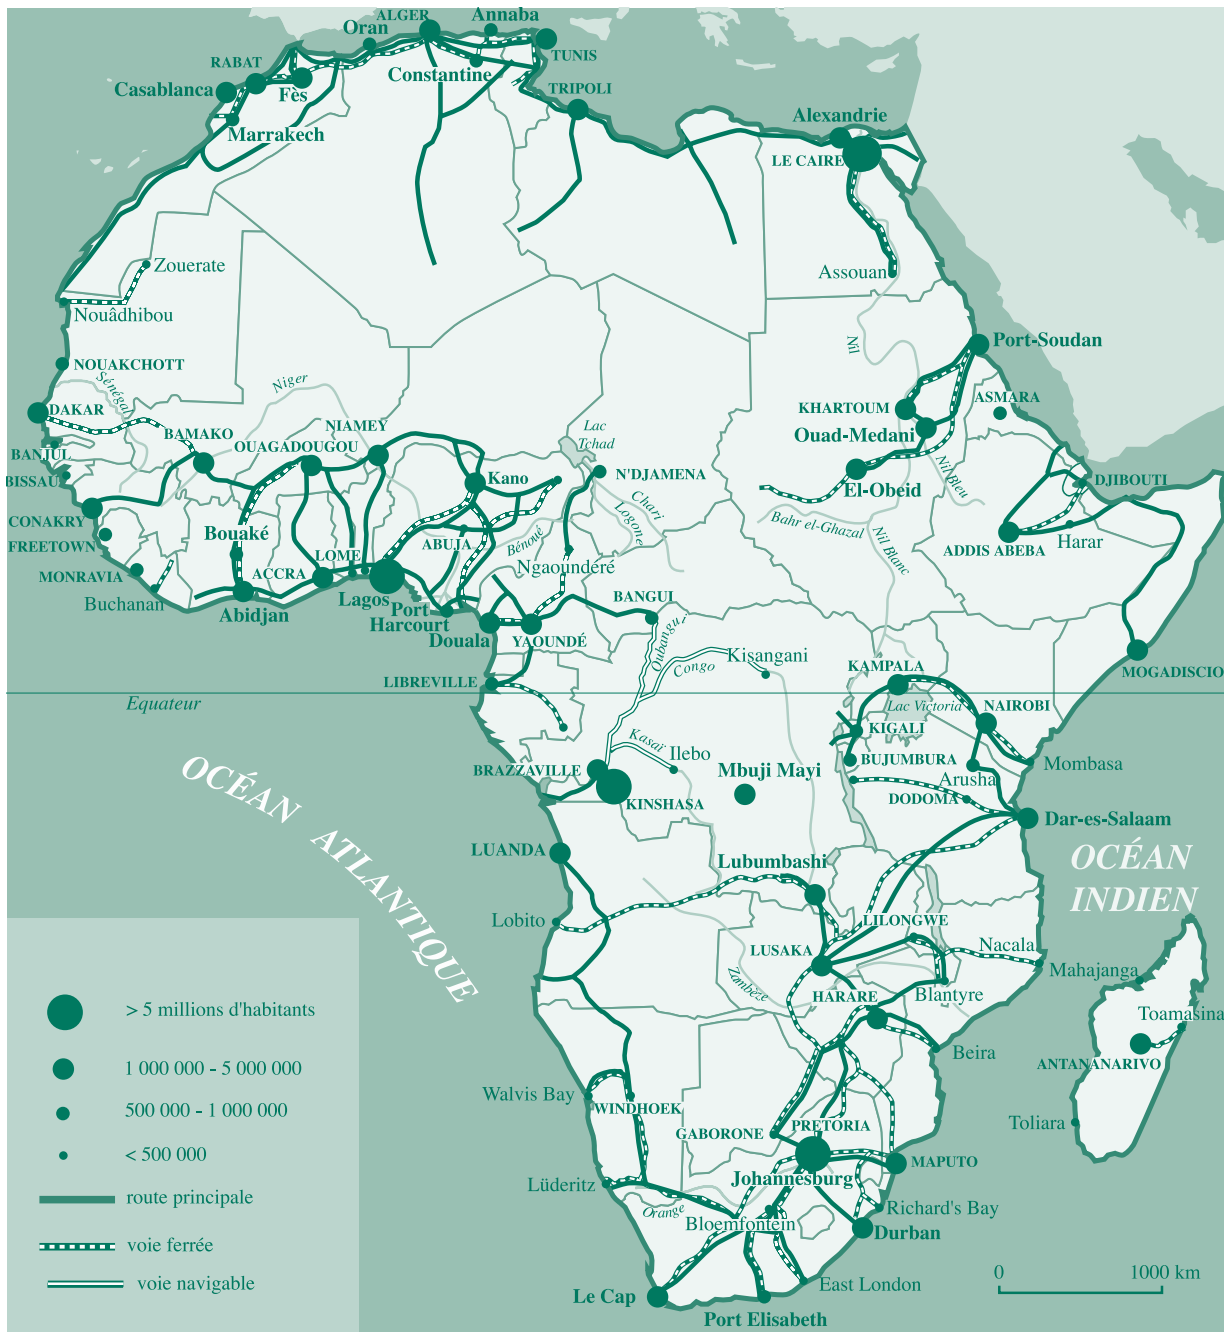 Annaba
ALGER
Oran
TUNIS
RABAT
Constantine
Casablanca
Fès
TRIPOLI
Marrakech
Alexandrie
LE CAIRE
Zouerate
Assouan
Nouâdhibou
Nil
Port-Soudan
NOUAKCHOTT
Sénégal
Niger
ASMARA
DAKAR
KHARTOUM
NIAMEY
Lac
Tchad
BAMAKO
OUAGADOUGOU
Ouad-Medani
BANJUL
N'DJAMENA
Nil Bleu
BISSAU
Kano
El-Obeid
DJIBOUTI
Chari
Logone
CONAKRY
Bouaké
Bahr el-Ghazal
Nil Blanc
FREETOWN
LOME
ABUJA
Bénoué
ADDIS ABEBA
Harar
MONRAVIA
ACCRA
Ngaoundéré
Buchanan
Lagos
BANGUI
Abidjan
Port
Harcourt
Douala
YAOUNDÉ
Oubangui
Kisangani
Congo
KAMPALA
MOGADISCIO
LIBREVILLE
Equateur
Lac Victoria
NAIROBI
KIGALI
Kasaï
Ilebo
BRAZZAVILLE
Mbuji Mayi
BUJUMBURA
Arusha
Mombasa
KINSHASA
DODOMA
Dar-es-Salaam
OCÉAN ATLANTIQUE
LUANDA
Lubumbashi
OCÉAN
INDIEN
Lobito
LILONGWE
LUSAKA
Nacala
Mahajanga
Zambèze
HARARE
Blantyre
Toamasina
Beira
ANTANANARIVO
Walvis Bay
WINDHOEK
GABORONE
PRETORIA
Toliara
MAPUTO
Lüderitz
Johannesburg
Orange
Bloemfontein
Richard's Bay
Durban
East London
Le Cap
Port Elisabeth
> 5 millions d'habitants
1 000 000 - 5 000 000
500 000 - 1 000 000
< 500 000
route principale
voie ferrée
voie navigable
0 1000 km